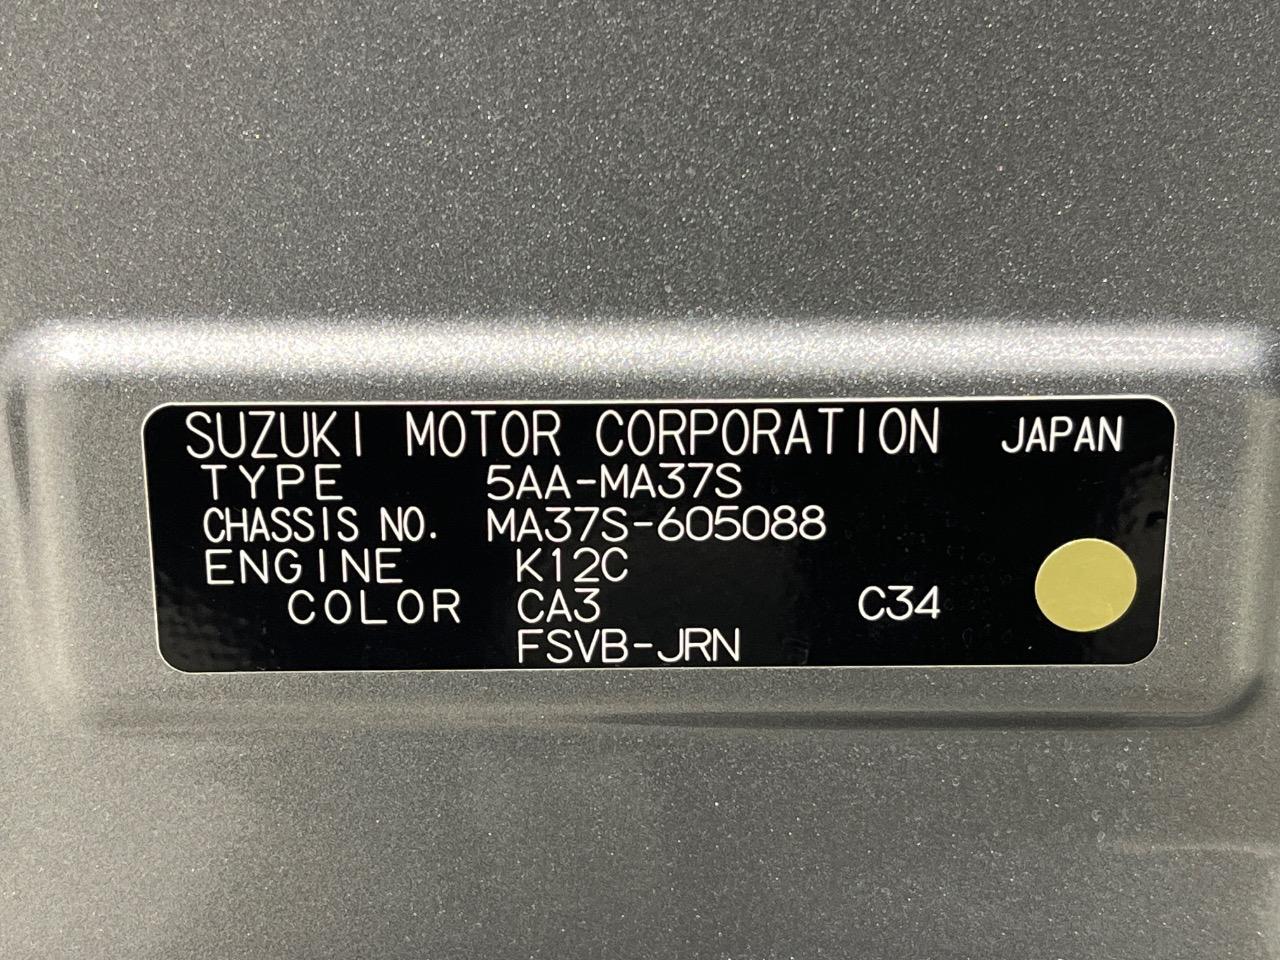 SUZUKI MOTOR CORPORATION JAPAN
TYPE 5AA-MA37S
CHASSIS NO. MA37S-605088
ENGINE K12C
COLOR CA3 C34
FSVB-JRN